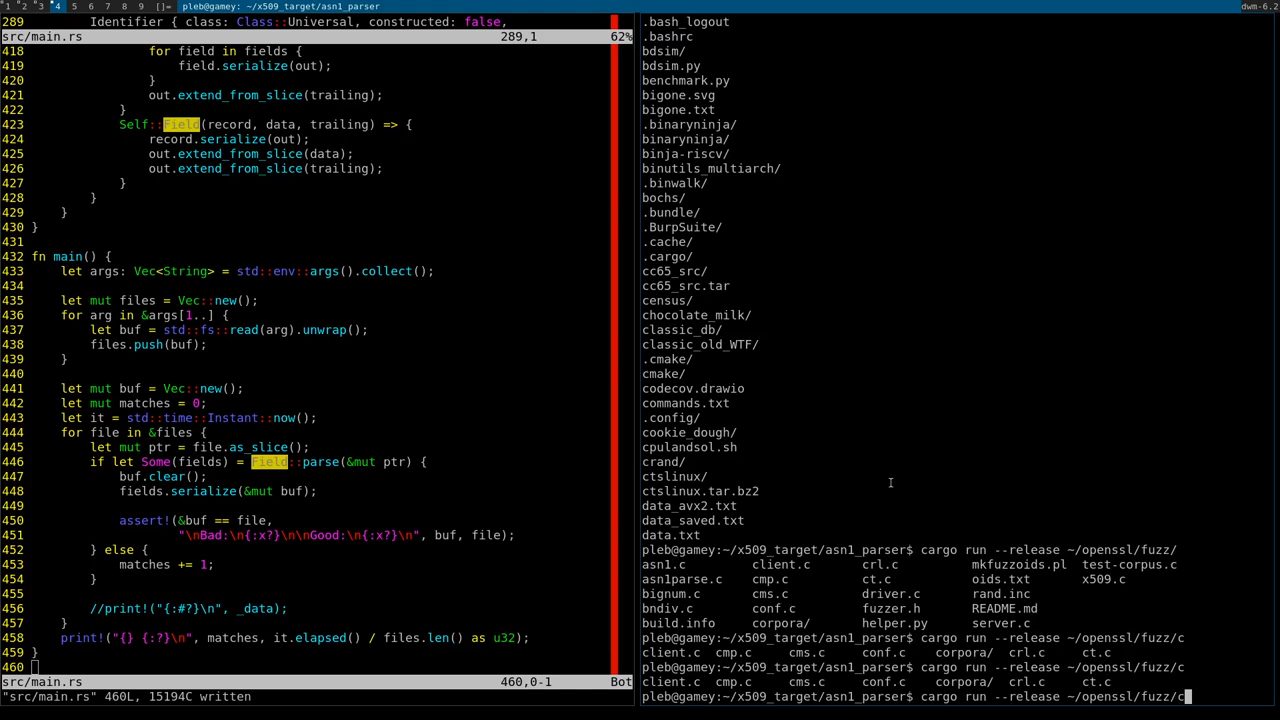 1 2 3 4 5 6 7 8 9 []= pleb@gamey: ~/x509_target/asn1_parser dwm-6.2
289         Identifier { class: Class::Universal, constructed: false,
src/main.rs 289,1 62%
418                 for field in fields {
419                     field.serialize(out);
420                 }
421                 out.extend_from_slice(trailing);
422             }
423             Self::Field(record, data, trailing) => {
424                 record.serialize(out);
425                 out.extend_from_slice(data);
426                 out.extend_from_slice(trailing);
427             }
428         }
429     }
430 }
431
432 fn main() {
433     let args: Vec<String> = std::env::args().collect();
434
435     let mut files = Vec::new();
436     for arg in &args[1..] {
437         let buf = std::fs::read(arg).unwrap();
438         files.push(buf);
439     }
440
441     let mut buf = Vec::new();
442     let mut matches = 0;
443     let it = std::time::Instant::now();
444     for file in &files {
445         let mut ptr = file.as_slice();
446         if let Some(fields) = Field::parse(&mut ptr) {
447             buf.clear();
448             fields.serialize(&mut buf);
449
450             assert!(&buf == file,
451                     "\nBad:\n{:x?}\n\nGood:\n{:x?}\n", buf, file);
452         } else {
453             matches += 1;
454         }
455
456         //print!("{:#?}\n", _data);
457     }
458     print!("{} {:?}\n", matches, it.elapsed() / files.len() as u32);
459 }
460
src/main.rs 460,0-1 Bot
"src/main.rs" 460L, 15194C written
.bash_logout
.bashrc
bdsim/
bdsim.py
benchmark.py
bigone.svg
bigone.txt
.binaryninja/
binaryninja/
binja-riscv/
binutils_multiarch/
.binwalk/
bochs/
.bundle/
.BurpSuite/
.cache/
.cargo/
cc65_src/
cc65_src.tar
census/
chocolate_milk/
classic_db/
classic_old_WTF/
.cmake/
cmake/
codecov.drawio
commands.txt
.config/
cookie_dough/
cpulandsol.sh
crand/
ctslinux/
ctslinux.tar.bz2
data_avx2.txt
data_saved.txt
data.txt
pleb@gamey:~/x509_target/asn1_parser$ cargo run --release ~/openssl/fuzz/
asn1.c client.c crl.c mkfuzzoids.pl test-corpus.c
asn1parse.c cmp.c ct.c oids.txt x509.c
bignum.c cms.c driver.c rand.inc
bndiv.c conf.c fuzzer.h README.md
build.info corpora/ helper.py server.c
pleb@gamey:~/x509_target/asn1_parser$ cargo run --release ~/openssl/fuzz/c
client.c cmp.c cms.c conf.c corpora/ crl.c ct.c
pleb@gamey:~/x509_target/asn1_parser$ cargo run --release ~/openssl/fuzz/c
client.c cmp.c cms.c conf.c corpora/ crl.c ct.c
pleb@gamey:~/x509_target/asn1_parser$ cargo run --release ~/openssl/fuzz/c